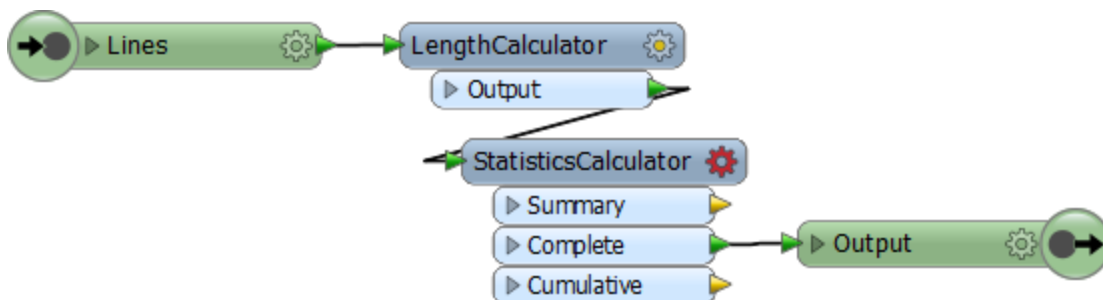 Lines
LengthCalculator
Output
StatisticsCalculator
Summary
Complete
Output
Cumulative